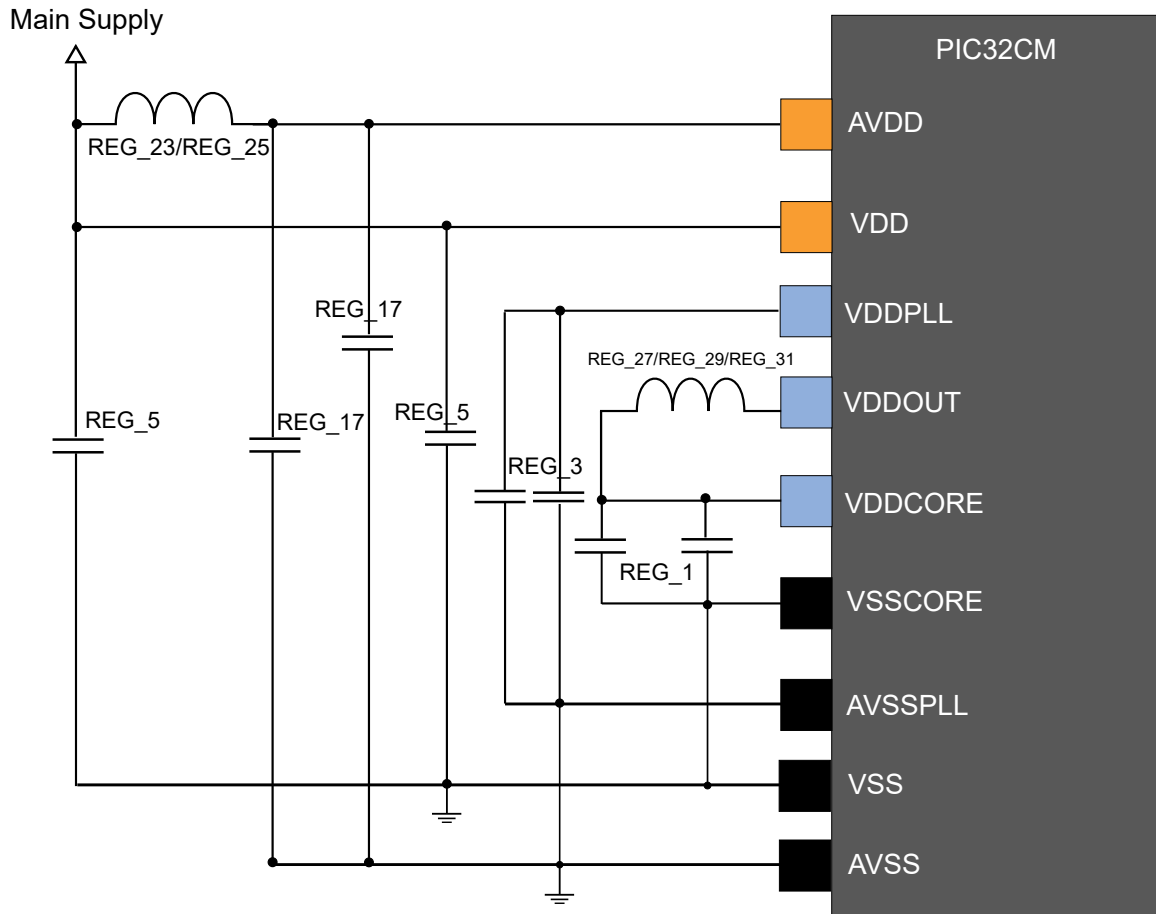 Main Supply
PIC32CM
AVDD
REG_23/REG_25
VDD
VDDPLL
REG_17
REG_27/REG_29/REG_31
VDDOUT
REG_5
REG_17
REG_5
REG_3
VDDCORE
REG_1
VSSCORE
AVSSPLL
VSS
AVSS